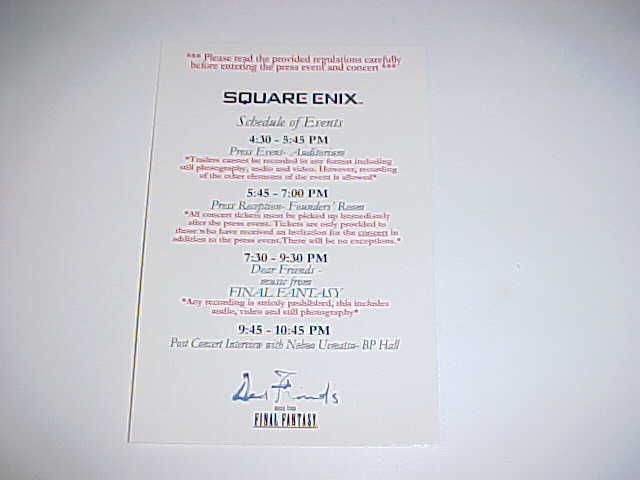 *** Please read the provided regulations carefully
before entering the press event and concert ***
SQUARE ENIX
Schedule of Events
4:30 - 5:45 PM
Press Event- Auditorium
*Trailers cannot be recorded in any format including
still photography, audio and video. However, recording
of the other elements of the event is allowed*
5:45 - 7:00 PM
Press Reception- Founders' Room
*All concert tickets must be picked up immediately
after the press event. Tickets are only provided to
those who have received an invitation for the concert in
addition to the press event. There will be no exceptions.*
7:30 - 9:30 PM
Dear Friends -
music from
FINAL FANTASY
*Any recording is strictly prohibited, this includes
audio, video and still photography*
9:45 - 10:45 PM
Post Concert Interview with Nobuo Uematsu- BP Hall
Dear Friends
music from
FINAL FANTASY